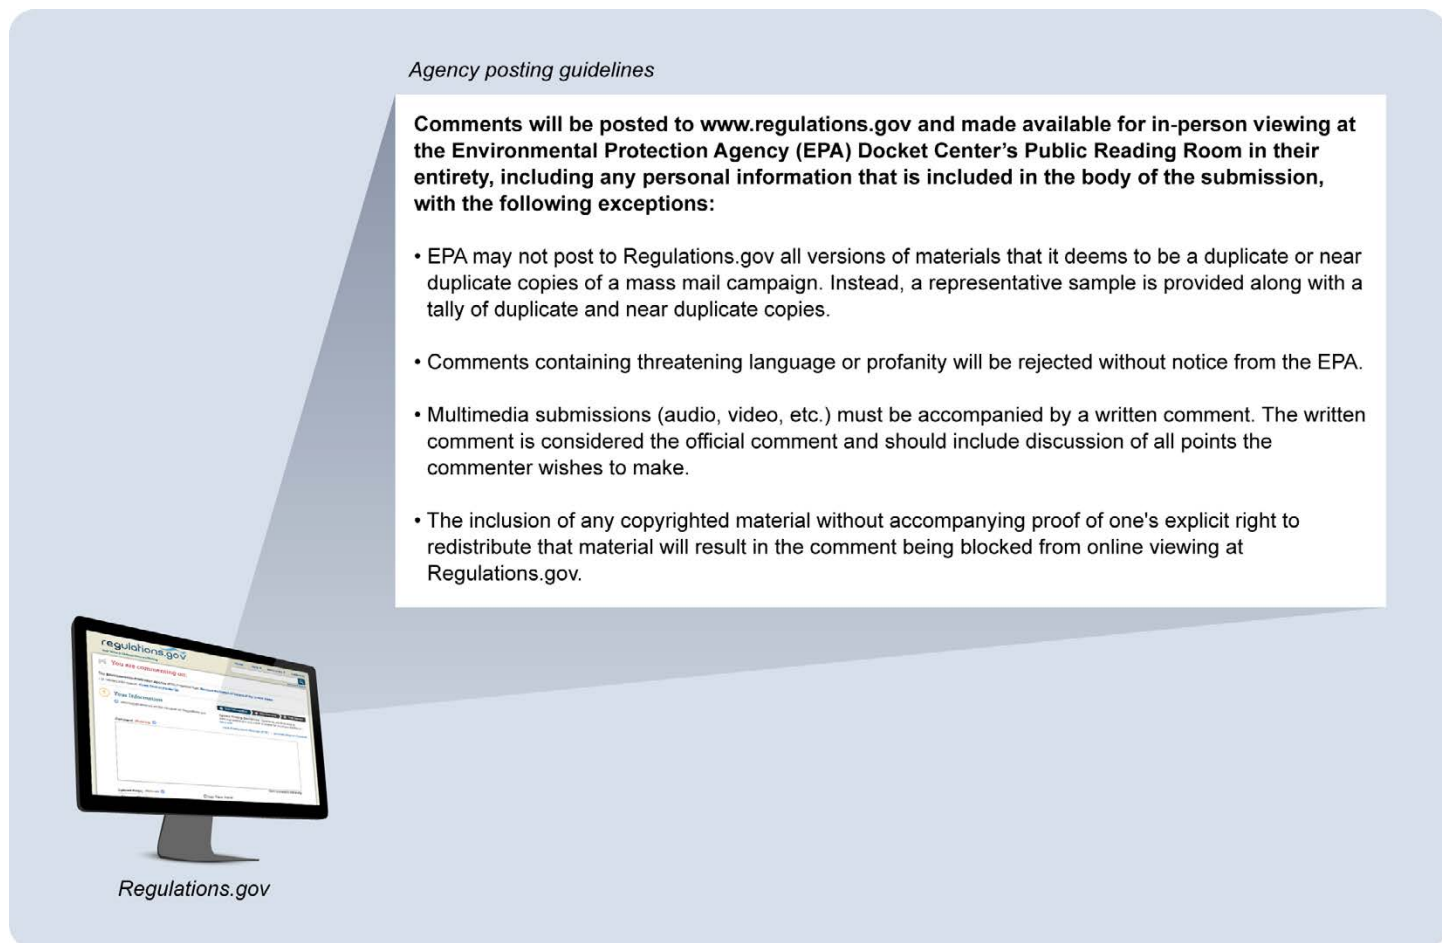 Agency posting guidelines
Comments will be posted to www.regulations.gov and made available for in-person viewing at
the Environmental Protection Agency (EPA) Docket Center's Public Reading Room in their
entirety, including any personal information that is included in the body of the submission,
with the following exceptions:
• EPA may not post to Regulations.gov all versions of materials that it deems to be a duplicate or near
duplicate copies of a mass mail campaign. Instead, a representative sample is provided along with a
tally of duplicate and near duplicate copies.
• Comments containing threatening language or profanity will be rejected without notice from the EPA.
• Multimedia submissions (audio, video, etc.) must be accompanied by a written comment. The written
comment is considered the official comment and should include discussion of all points the
commenter wishes to make.
• The inclusion of any copyrighted material without accompanying proof of one's explicit right to
redistribute that material will result in the comment being blocked from online viewing at
Regulations.gov.
regulations.gov
You are commenting on:
Your Information
Regulations.gov